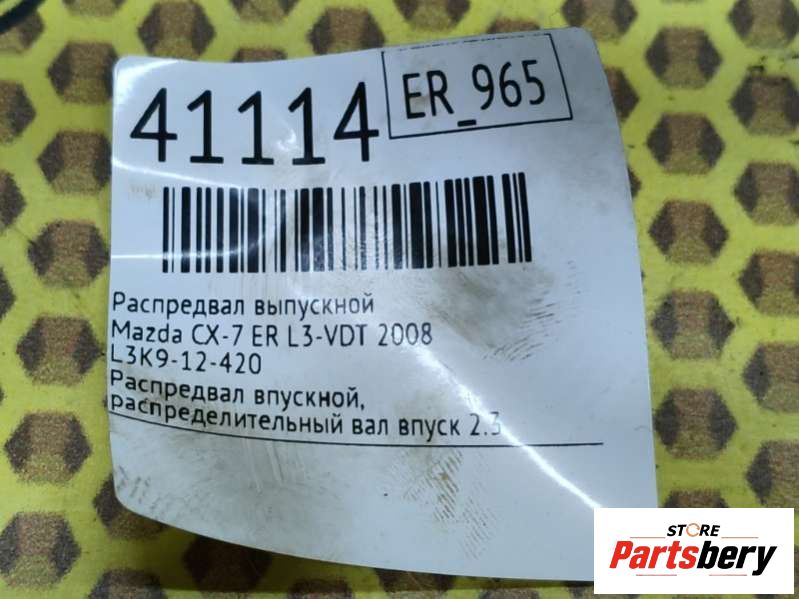 41114
ER_965
Распредвал выпускной
Mazda CX-7 ER L3-VDT 2008
L3K9-12-420
Распредвал впускной,
распределительный вал впуск 2.3
STORE
Partsbery